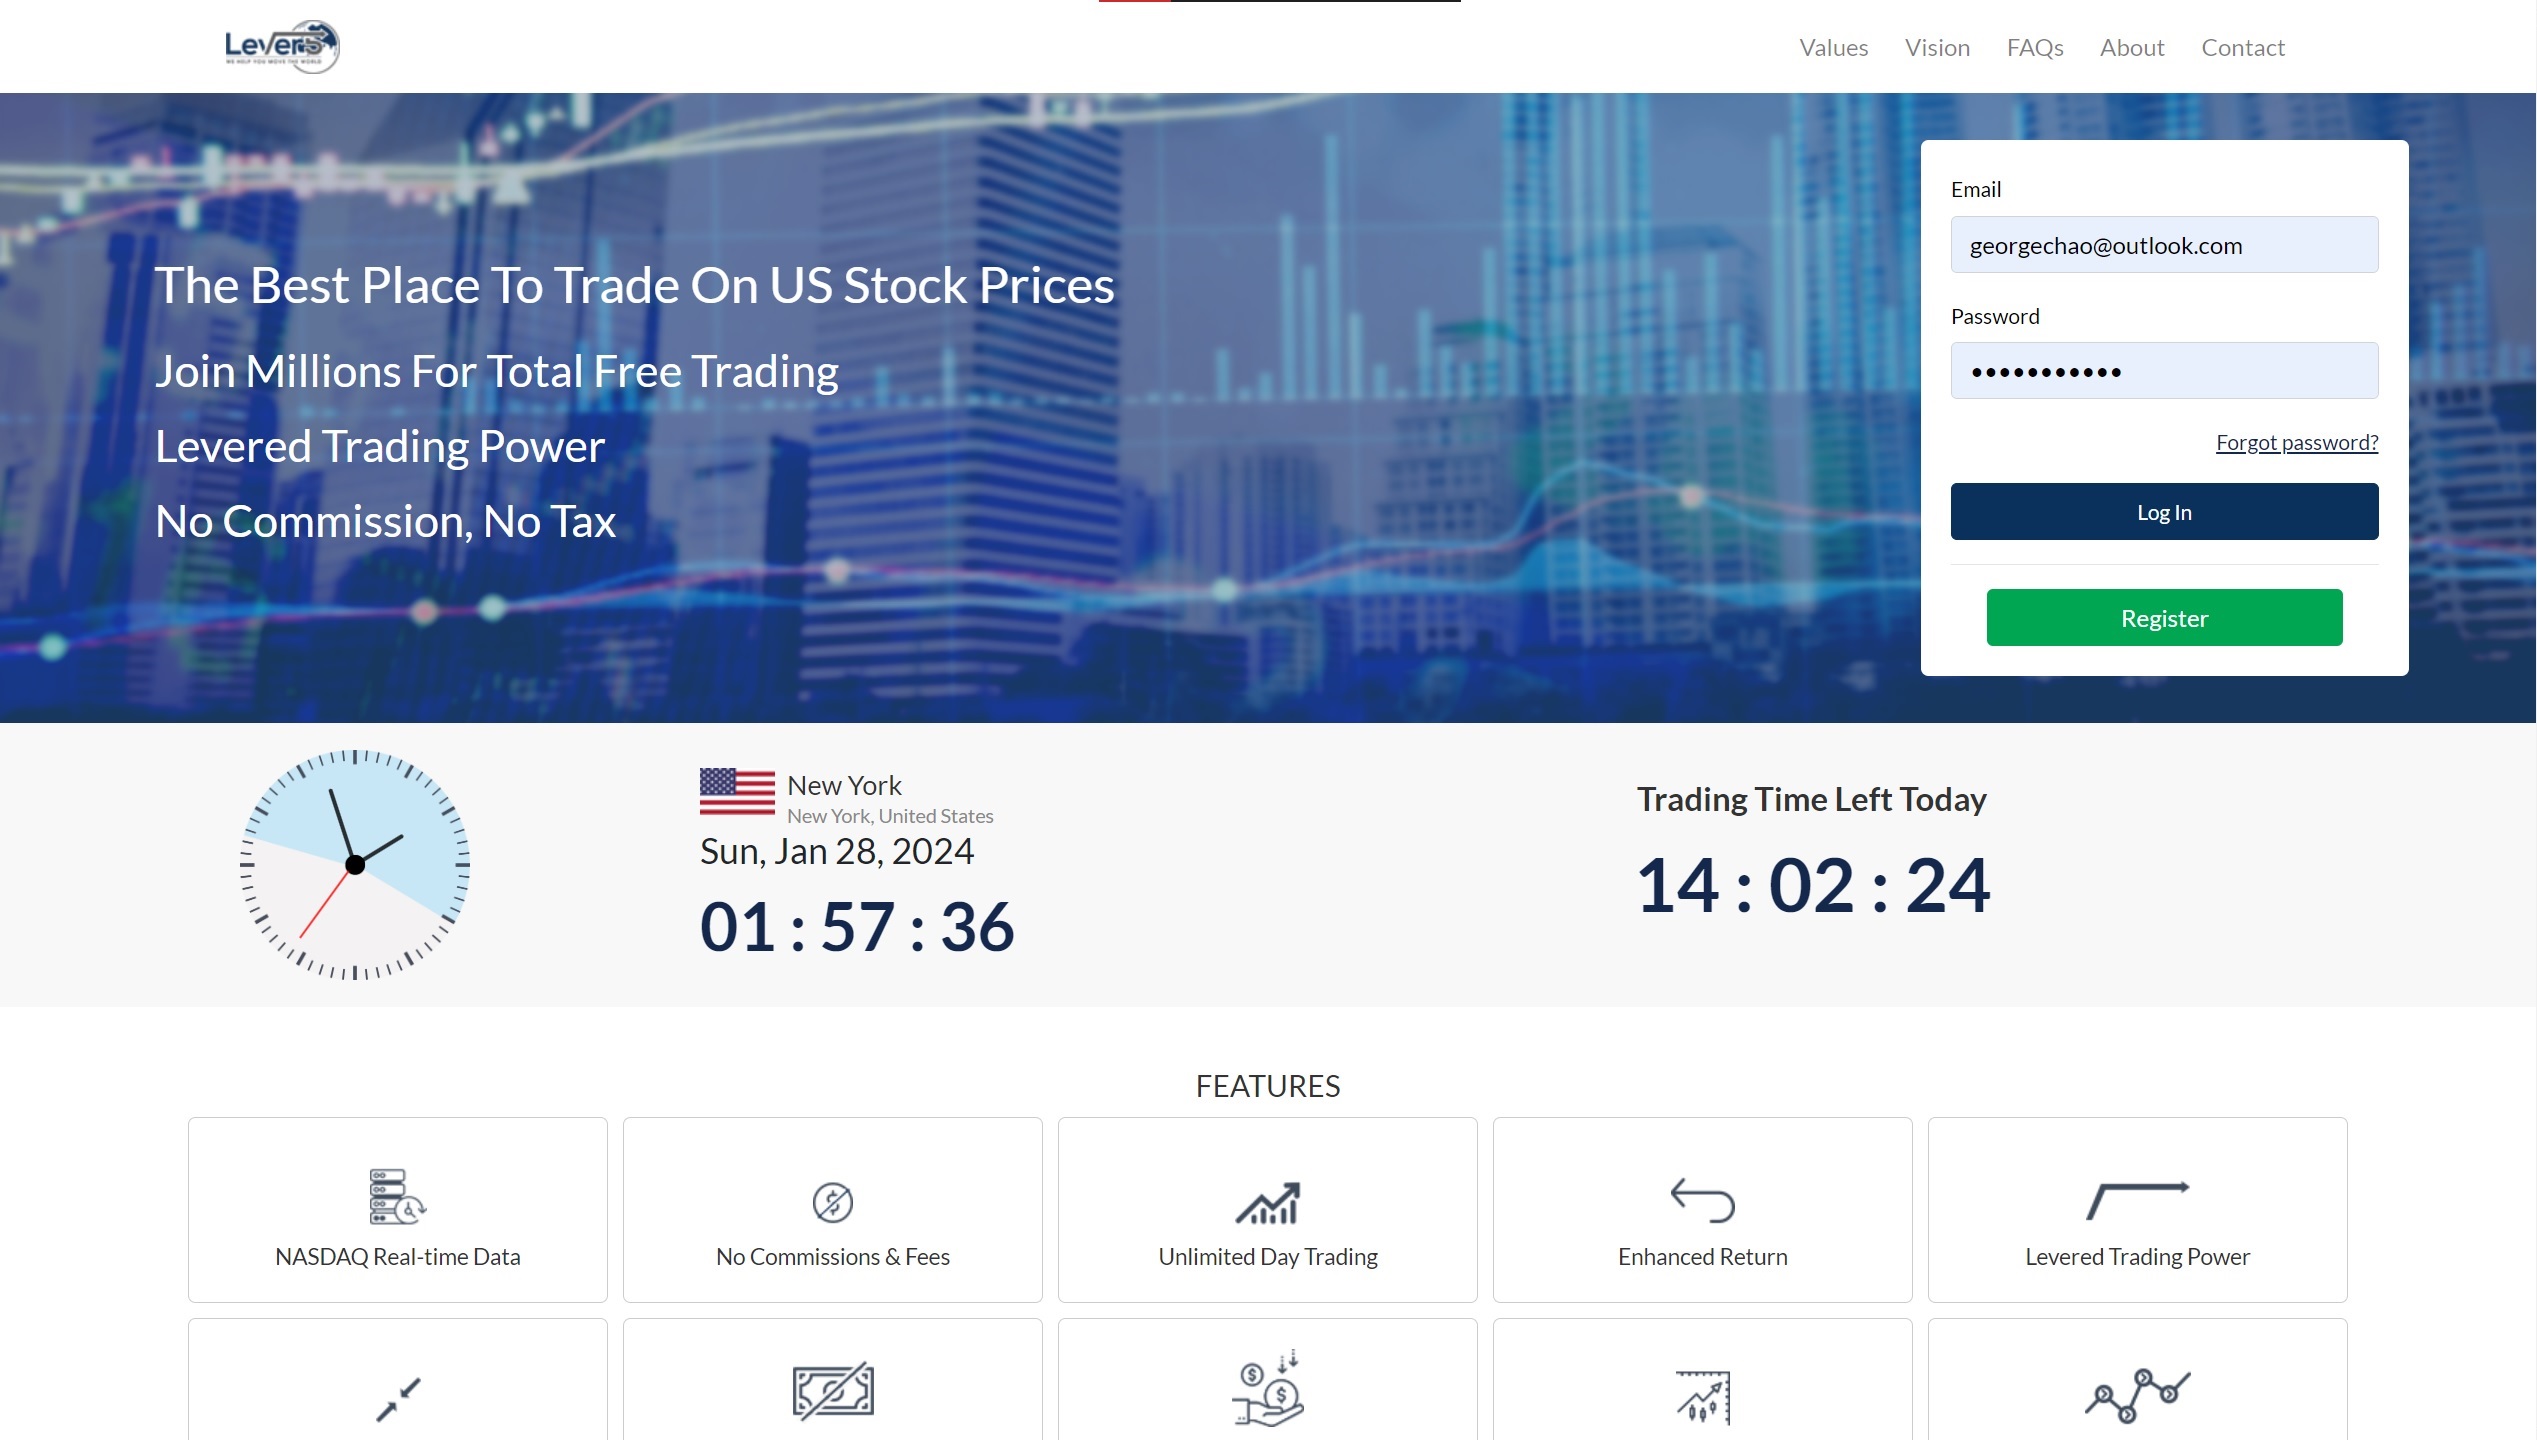 LeverS
WE HELP YOU MOVE THE WORLD
Values Vision FAQs About Contact
The Best Place To Trade On US Stock Prices
Join Millions For Total Free Trading
Levered Trading Power
No Commission, No Tax
Email
georgechao@outlook.com
Password
•••••••••••
Forgot password?
Log In
Register
New York
New York, United States
Sun, Jan 28, 2024
01 : 57 : 36
Trading Time Left Today
14 : 02 : 24
FEATURES
NASDAQ Real-time Data
No Commissions & Fees
Unlimited Day Trading
Enhanced Return
Levered Trading Power